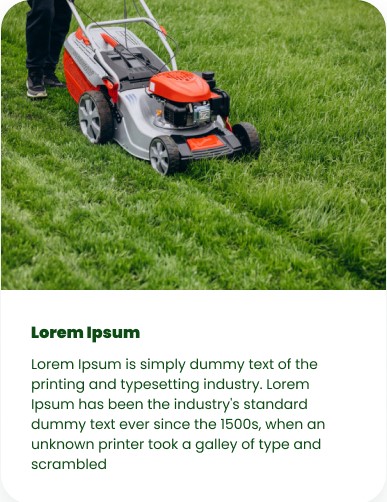 Lorem Ipsum
Lorem Ipsum is simply dummy text of the
printing and typesetting industry. Lorem
Ipsum has been the industry's standard
dummy text ever since the 1500s, when an
unknown printer took a galley of type and
scrambled